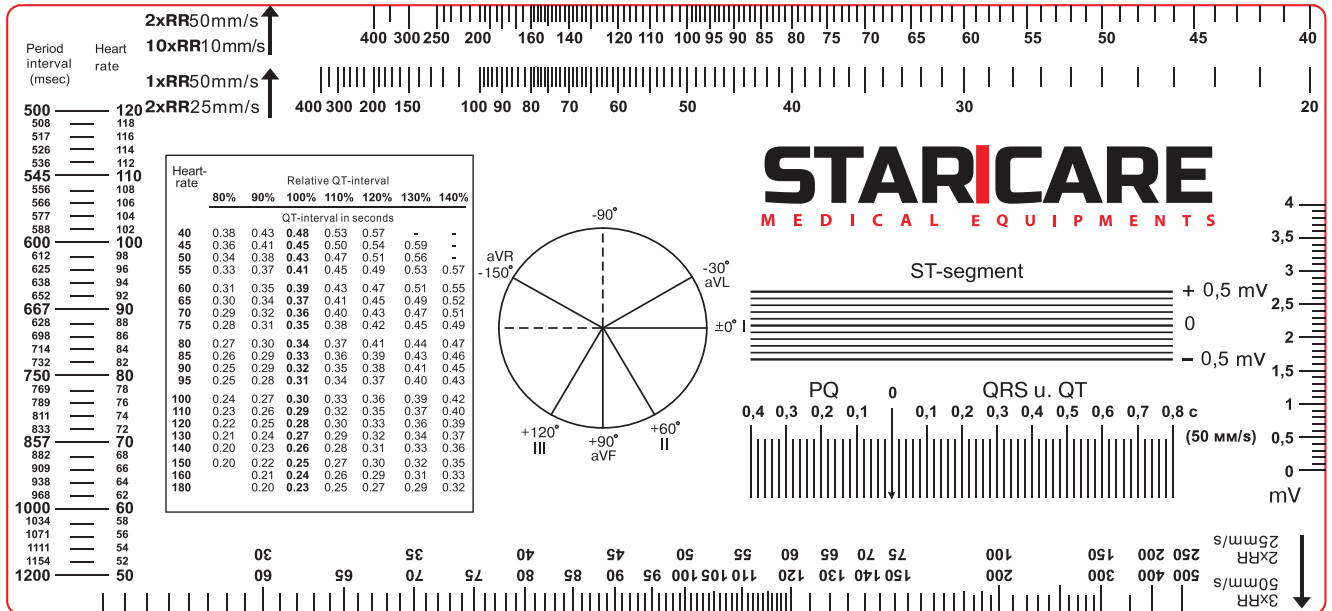 2xRR50mm/s
10xRR10mm/s
400 300 250 200 160 140 120 110 100 95 90 85 80 75 70 65 60 55 50 45 40
1xRR50mm/s
2xRR25mm/s
400 300 200 150 100 90 80 70 60 50 40 30 20
Period interval (msec) Heart rate
500 120
508 118
517 116
526 114
536 112
545 110
556 108
566 106
577 104
588 102
600 100
612 98
625 96
638 94
652 92
667 90
628 88
698 86
714 84
732 82
750 80
769 78
789 76
811 74
833 72
857 70
882 68
909 66
938 64
968 62
1000 60
1034 58
1071 56
1111 54
1154 52
1200 50
Heart-rate
Relative QT-interval
80% 90% 100% 110% 120% 130% 140%
QT-interval in seconds
40 0.38 0.43 0.48 0.53 0.57 - -
45 0.36 0.41 0.45 0.50 0.54 0.59 -
50 0.34 0.38 0.43 0.47 0.51 0.56 -
55 0.33 0.37 0.41 0.45 0.49 0.53 0.57
60 0.31 0.35 0.39 0.43 0.47 0.51 0.55
65 0.30 0.34 0.37 0.41 0.45 0.49 0.52
70 0.29 0.32 0.36 0.40 0.43 0.47 0.51
75 0.28 0.31 0.35 0.38 0.42 0.45 0.49
80 0.27 0.30 0.34 0.37 0.41 0.44 0.47
85 0.26 0.29 0.33 0.36 0.39 0.43 0.46
90 0.25 0.29 0.32 0.35 0.38 0.41 0.45
95 0.25 0.28 0.31 0.34 0.37 0.40 0.43
100 0.24 0.27 0.30 0.33 0.36 0.39 0.42
110 0.23 0.26 0.29 0.32 0.35 0.37 0.40
120 0.22 0.25 0.28 0.30 0.33 0.36 0.39
130 0.21 0.24 0.27 0.29 0.32 0.34 0.37
140 0.20 0.23 0.26 0.28 0.31 0.33 0.36
150 0.20 0.22 0.25 0.27 0.30 0.32 0.35
160 0.21 0.24 0.26 0.29 0.31 0.33
180 0.20 0.23 0.25 0.27 0.29 0.32
-90°
aVR
-150°
-30°
aVL
±0° I
+120°
III
+90°
aVF
+60°
II
STARICARE
MEDICAL EQUIPMENTS
ST-segment
+ 0,5 mV
0
- 0,5 mV
PQ 0 QRS u. QT
0,4 0,3 0,2 0,1 0,1 0,2 0,3 0,4 0,5 0,6 0,7 0,8 c
(50 мм/s)
4
3,5
3
2,5
2
1,5
1
0,5
0
mV
30 35 40 45 50 55 60 65 70 75 100 150 200 250
2xRR
25mm/s
60 65 70 75 80 85 90 95 100 105 110 120 130 140 150 200 300 400 500
3xRR
50mm/s